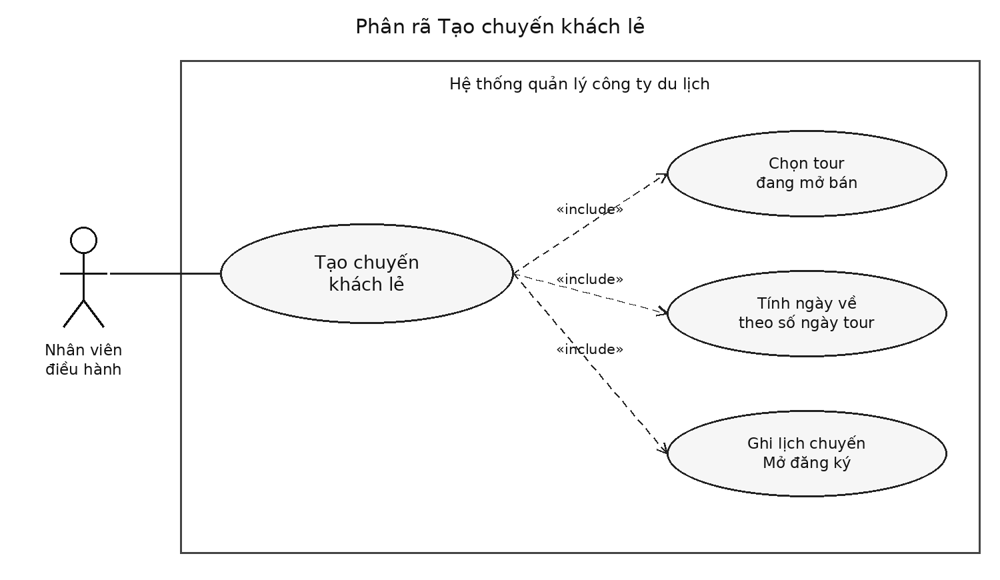 Phân rã Tạo chuyến khách lẻ
Hệ thống quản lý công ty du lịch
Chọn tour
đang mở bán
«include»
Tạo chuyến
khách lẻ
«include»
Tính ngày về
theo số ngày tour
«include»
Nhân viên
điều hành
Ghi lịch chuyến
Mở đăng ký